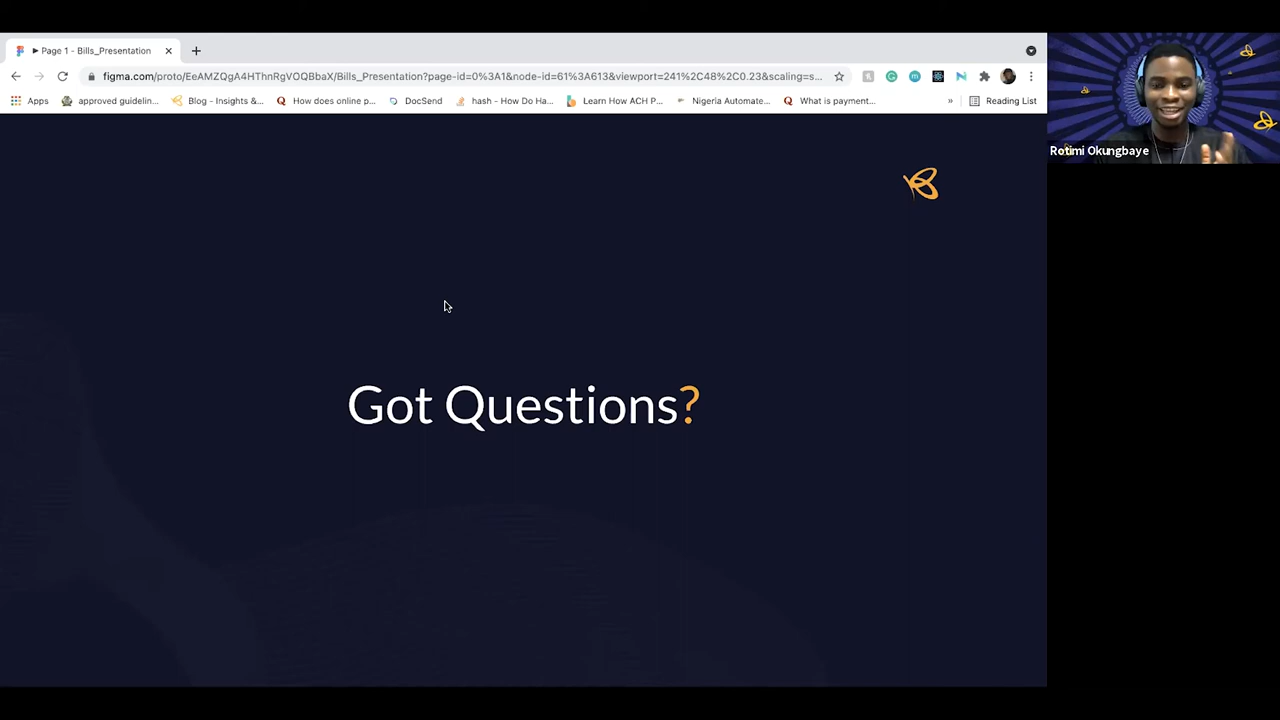 Page 1 - Bills_Presentation
figma.com/proto/EeAMZQgA4HThnRgVOQBbaX/Bills_Presentation?page-id=0%3A1&node-id=61%3A613&viewport=241%2C48%2C0.23&scaling=s...
Apps approved guidelin... Blog - Insights &... How does online p... DocSend hash - How Do Ha... Learn How ACH P... Nigeria Automate... What is payment... » Reading List
Rotimi Okungbaye
Got Questions?